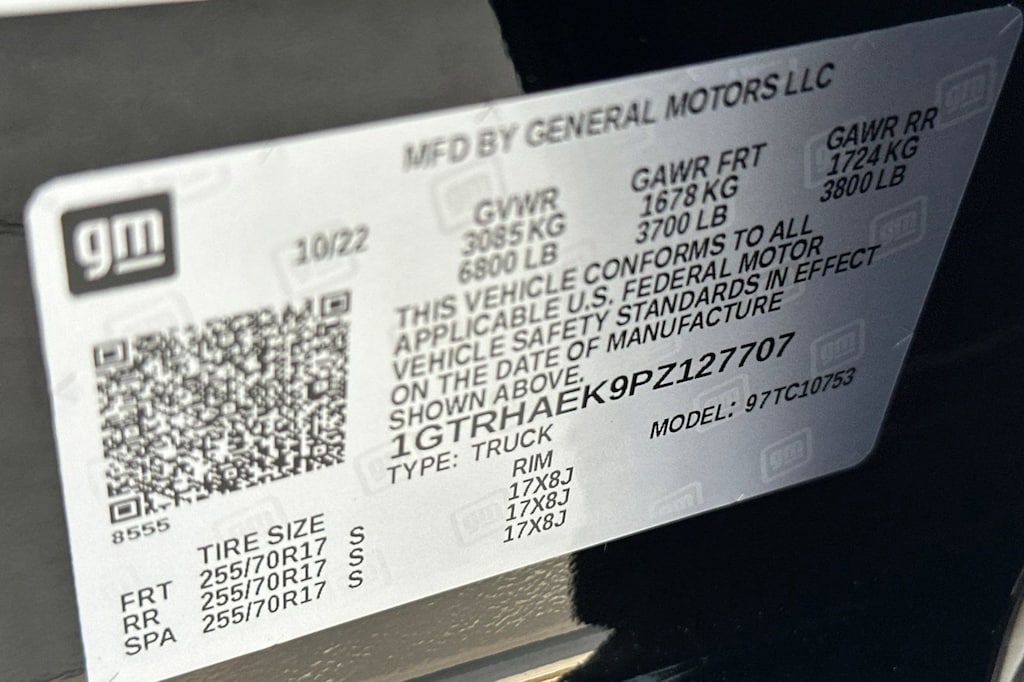 MFD BY GENERAL MOTORS LLC
gm
10/22
GVWR GAWR FRT GAWR RR
3085 KG 1678 KG 1724 KG
6800 LB 3700 LB 3800 LB
THIS VEHICLE CONFORMS TO ALL
APPLICABLE U.S. FEDERAL MOTOR
VEHICLE SAFETY STANDARDS IN EFFECT
ON THE DATE OF MANUFACTURE
SHOWN ABOVE.
1GTRHAEK9PZ127707
TYPE: TRUCK MODEL: 97TC10753
8555
TIRE SIZE RIM
FRT 255/70R17 S 17X8J
RR 255/70R17 S 17X8J
SPA 255/70R17 S 17X8J